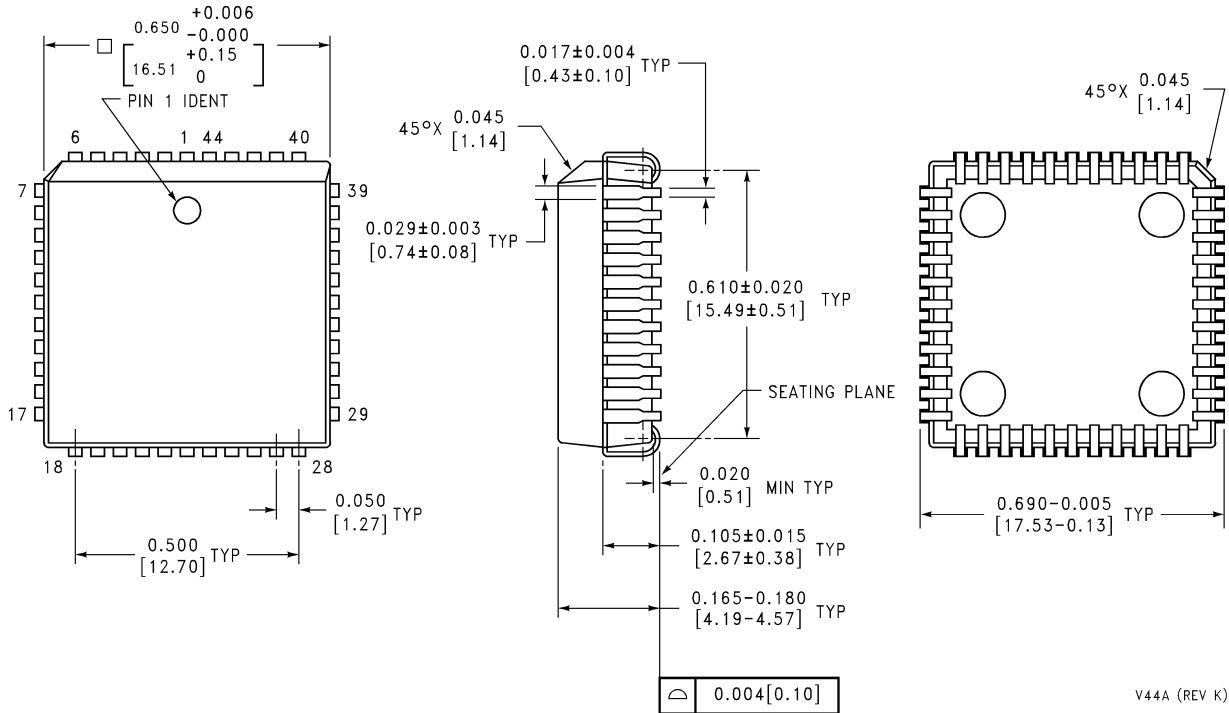 0.650 +0.006
-0.000
[16.51 +0.15
0]
PIN 1 IDENT
6 1 44 40
7 39
17 29
18 28
0.050
[1.27] TYP
0.500
[12.70] TYP
0.017±0.004
[0.43±0.10] TYP
45°X 0.045
[1.14]
0.029±0.003
[0.74±0.08] TYP
0.610±0.020
[15.49±0.51] TYP
SEATING PLANE
0.020
[0.51] MIN TYP
0.105±0.015
[2.67±0.38] TYP
0.165-0.180
[4.19-4.57] TYP
0.004[0.10]
45°X 0.045
[1.14]
0.690-0.005
[17.53-0.13] TYP
V44A (REV K)